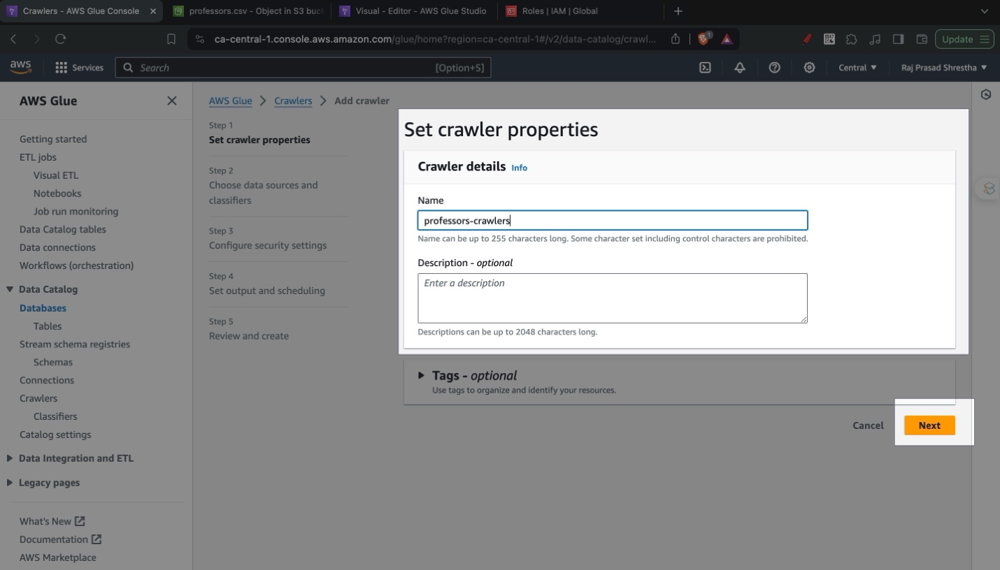 Crawlers - AWS Glue Console
professors.csv - Object in S3 buc
Visual - Editor - AWS Glue Studio
Roles | IAM | Global
ca-central-1.console.aws.amazon.com/glue/home?region=ca-central-1#/v2/data-catalog/crawl...
1
Update
aws
Services
Search
[Option+S]
Central
Raj Prasad Shrestha
AWS Glue
Getting started
ETL jobs
Visual ETL
Notebooks
Job run monitoring
Data Catalog tables
Data connections
Workflows (orchestration)
Data Catalog
Databases
Tables
Stream schema registries
Schemas
Connections
Crawlers
Classifiers
Catalog settings
Data Integration and ETL
Legacy pages
What's New
Documentation
AWS Marketplace
AWS Glue > Crawlers > Add crawler
Step 1
Set crawler properties
Step 2
Choose data sources and
classifiers
Step 3
Configure security settings
Step 4
Set output and scheduling
Step 5
Review and create
Set crawler properties
Crawler details Info
Name
professors-crawlers
Name can be up to 255 characters long. Some character set including control characters are prohibited.
Description - optional
Enter a description
Descriptions can be up to 2048 characters long.
Tags - optional
Use tags to organize and identify your resources.
Cancel
Next